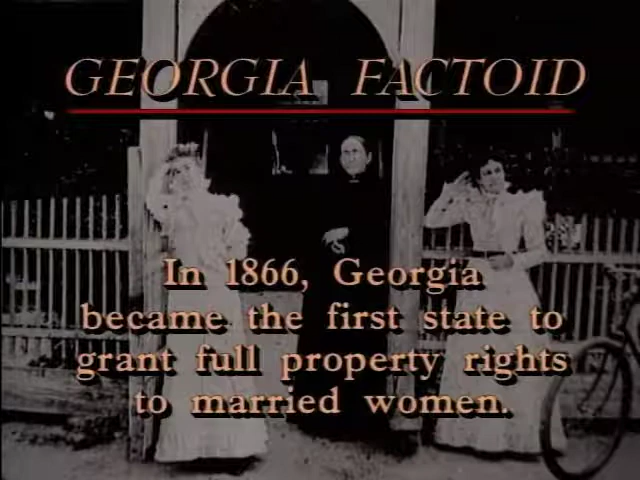 GEORGIA FACTOID
In 1866, Georgia
became the first state to
grant full property rights
to married women.